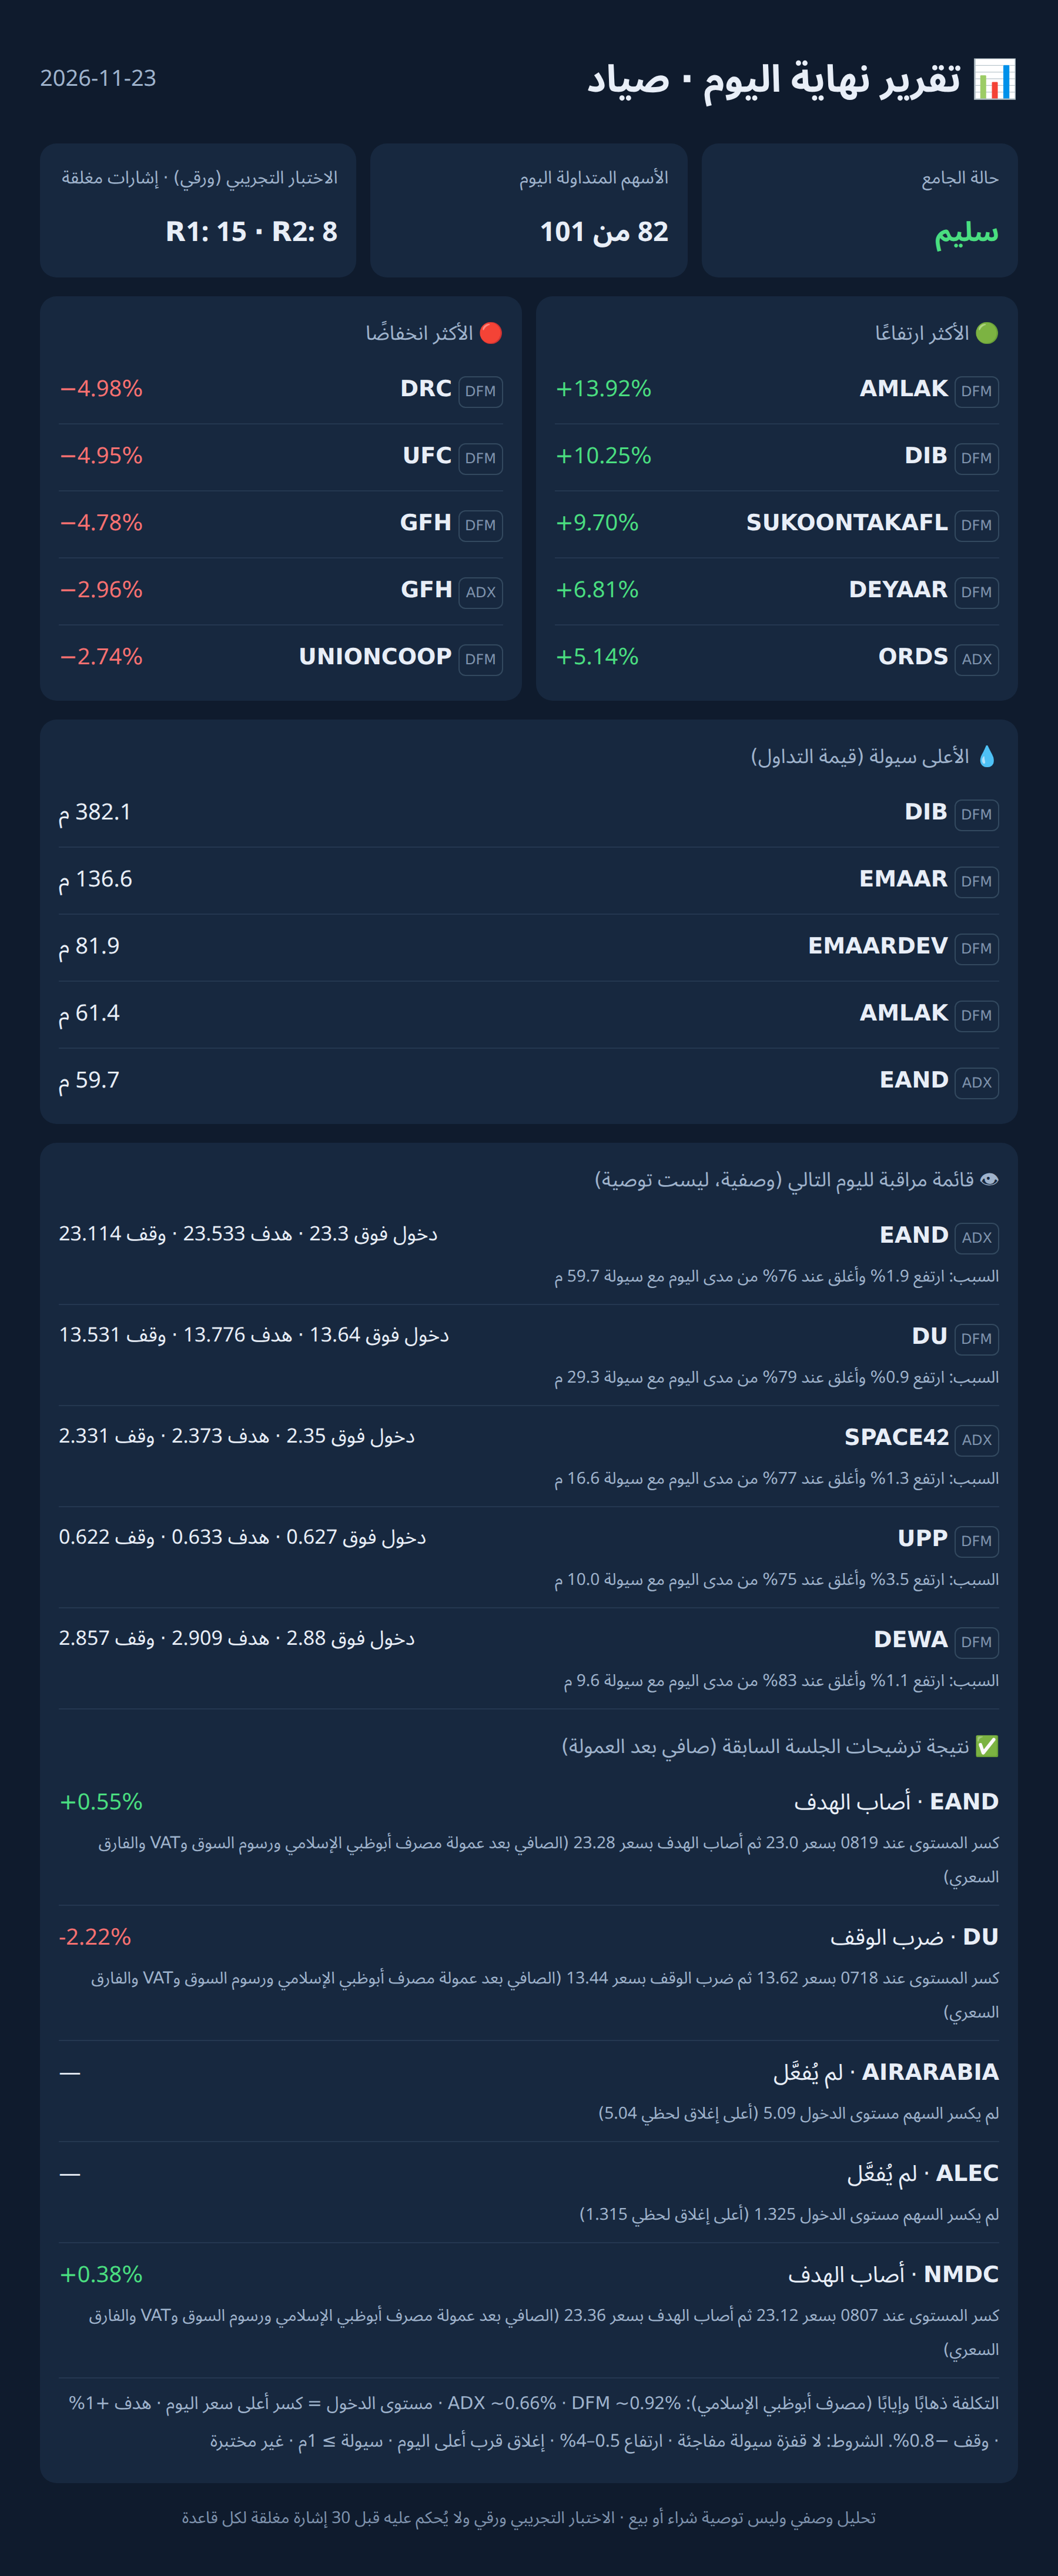 📊 تقرير نهاية اليوم · صياد
2026-11-23
حالة الجامع
سليم
الأسهم المتداولة اليوم
82 من 101
الاختبار التجريبي (ورقي) · إشارات مغلقة
R1: 15 · R2: 8
🟢 الأكثر ارتفاعًا
DFM AMLAK +13.92%
DFM DIB +10.25%
DFM SUKOONTAKAFL +9.70%
DFM DEYAAR +6.81%
ADX ORDS +5.14%
🔴 الأكثر انخفاضًا
DFM DRC −4.98%
DFM UFC −4.95%
DFM GFH −4.78%
ADX GFH −2.96%
DFM UNIONCOOP −2.74%
💧 الأعلى سيولة (قيمة التداول)
DFM DIB 382.1 م
DFM EMAAR 136.6 م
DFM EMAARDEV 81.9 م
DFM AMLAK 61.4 م
ADX EAND 59.7 م
👁 قائمة مراقبة لليوم التالي (وصفية، ليست توصية)
ADX EAND دخول فوق 23.3 · هدف 23.533 · وقف 23.114
السبب: ارتفع 1.9% وأغلق عند 76% من مدى اليوم مع سيولة 59.7 م
DFM DU دخول فوق 13.64 · هدف 13.776 · وقف 13.531
السبب: ارتفع 0.9% وأغلق عند 79% من مدى اليوم مع سيولة 29.3 م
ADX SPACE42 دخول فوق 2.35 · هدف 2.373 · وقف 2.331
السبب: ارتفع 1.3% وأغلق عند 77% من مدى اليوم مع سيولة 16.6 م
DFM UPP دخول فوق 0.627 · هدف 0.633 · وقف 0.622
السبب: ارتفع 3.5% وأغلق عند 75% من مدى اليوم مع سيولة 10.0 م
DFM DEWA دخول فوق 2.88 · هدف 2.909 · وقف 2.857
السبب: ارتفع 1.1% وأغلق عند 83% من مدى اليوم مع سيولة 9.6 م
✅ نتيجة ترشيحات الجلسة السابقة (صافي بعد العمولة)
EAND · أصاب الهدف +0.55%
كسر المستوى عند 0819 بسعر 23.0 ثم أصاب الهدف بسعر 23.28 (الصافي بعد عمولة مصرف أبوظبي الإسلامي ورسوم السوق وVAT والفارق
السعري)
DU · ضرب الوقف -2.22%
كسر المستوى عند 0718 بسعر 13.62 ثم ضرب الوقف بسعر 13.44 (الصافي بعد عمولة مصرف أبوظبي الإسلامي ورسوم السوق وVAT والفارق
السعري)
AIRARABIA · لم يُفعَّل —
لم يكسر السهم مستوى الدخول 5.09 (أعلى إغلاق لحظي 5.04)
ALEC · لم يُفعَّل —
لم يكسر السهم مستوى الدخول 1.325 (أعلى إغلاق لحظي 1.315)
NMDC · أصاب الهدف +0.38%
كسر المستوى عند 0807 بسعر 23.12 ثم أصاب الهدف بسعر 23.36 (الصافي بعد عمولة مصرف أبوظبي الإسلامي ورسوم السوق وVAT والفارق
السعري)
التكلفة ذهابًا وإيابًا (مصرف أبوظبي الإسلامي): ADX ~0.66% · DFM ~0.92% · مستوى الدخول = كسر أعلى سعر اليوم · هدف +1%
· وقف −0.8%. الشروط: لا قفزة سيولة مفاجئة · ارتفاع 0.5–4% · إغلاق قرب أعلى اليوم · سيولة ≥ 1م · غير مختبرة
تحليل وصفي وليس توصية شراء أو بيع · الاختبار التجريبي ورقي ولا يُحكم عليه قبل 30 إشارة مغلقة لكل قاعدة